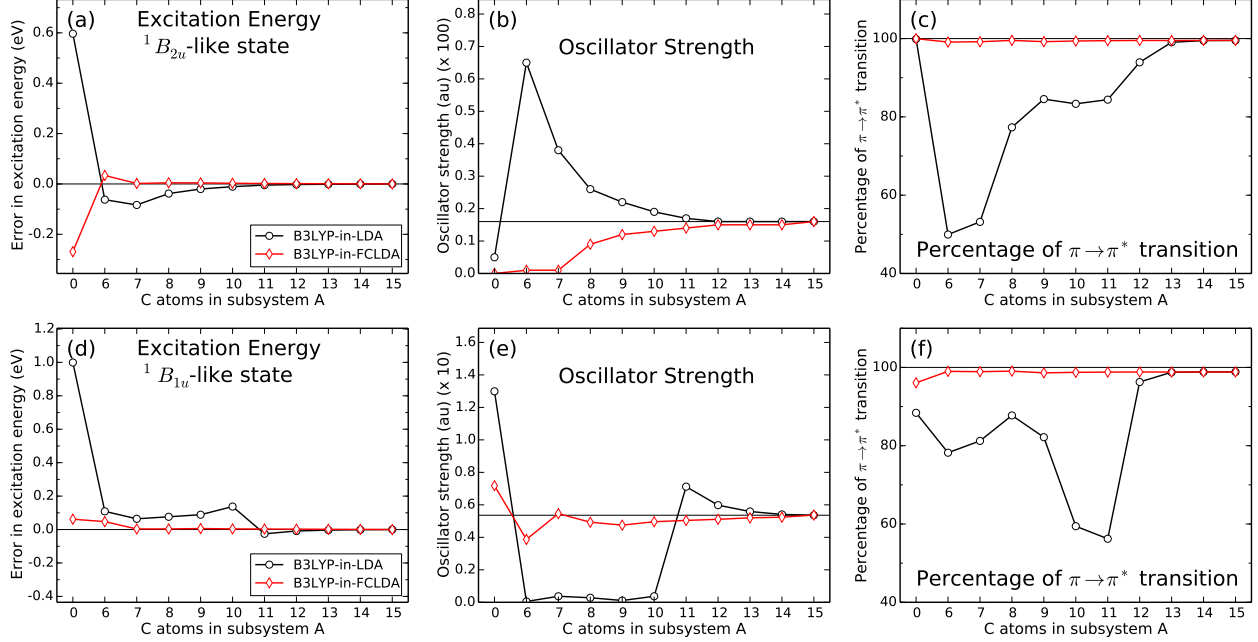 (a)
Excitation Energy
¹B₂ᵤ-like state
Error in excitation energy (eV)
0.6
0.4
0.2
0.0
-0.2
B3LYP-in-LDA
B3LYP-in-FCLDA
0 6 7 8 9 10 11 12 13 14 15
C atoms in subsystem A
(b)
Oscillator Strength
Oscillator strength (au) (x 100)
0.8
0.7
0.6
0.5
0.4
0.3
0.2
0.1
0.0
0 6 7 8 9 10 11 12 13 14 15
C atoms in subsystem A
(c)
Percentage of π→π* transition
100
80
60
40
Percentage of π→π* transition
0 6 7 8 9 10 11 12 13 14 15
C atoms in subsystem A
(d)
Excitation Energy
¹B₁ᵤ-like state
Error in excitation energy (eV)
1.2
1.0
0.8
0.6
0.4
0.2
0.0
-0.2
-0.4
B3LYP-in-LDA
B3LYP-in-FCLDA
0 6 7 8 9 10 11 12 13 14 15
C atoms in subsystem A
(e)
Oscillator Strength
Oscillator strength (au) (x 10)
1.6
1.4
1.2
1.0
0.8
0.6
0.4
0.2
0.0
0 6 7 8 9 10 11 12 13 14 15
C atoms in subsystem A
(f)
Percentage of π→π* transition
100
80
60
40
Percentage of π→π* transition
0 6 7 8 9 10 11 12 13 14 15
C atoms in subsystem A